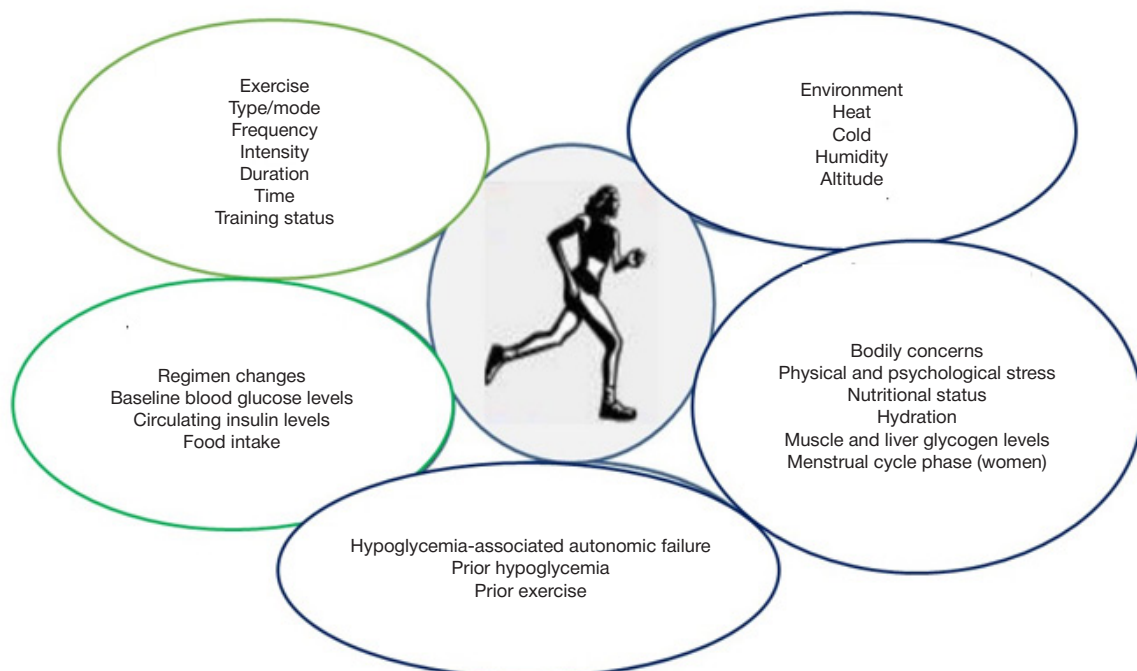 Exercise
Type/mode
Frequency
Intensity
Duration
Time
Training status
Environment
Heat
Cold
Humidity
Altitude
Regimen changes
Baseline blood glucose levels
Circulating insulin levels
Food intake
Bodily concerns
Physical and psychological stress
Nutritional status
Hydration
Muscle and liver glycogen levels
Menstrual cycle phase (women)
Hypoglycemia-associated autonomic failure
Prior hypoglycemia
Prior exercise